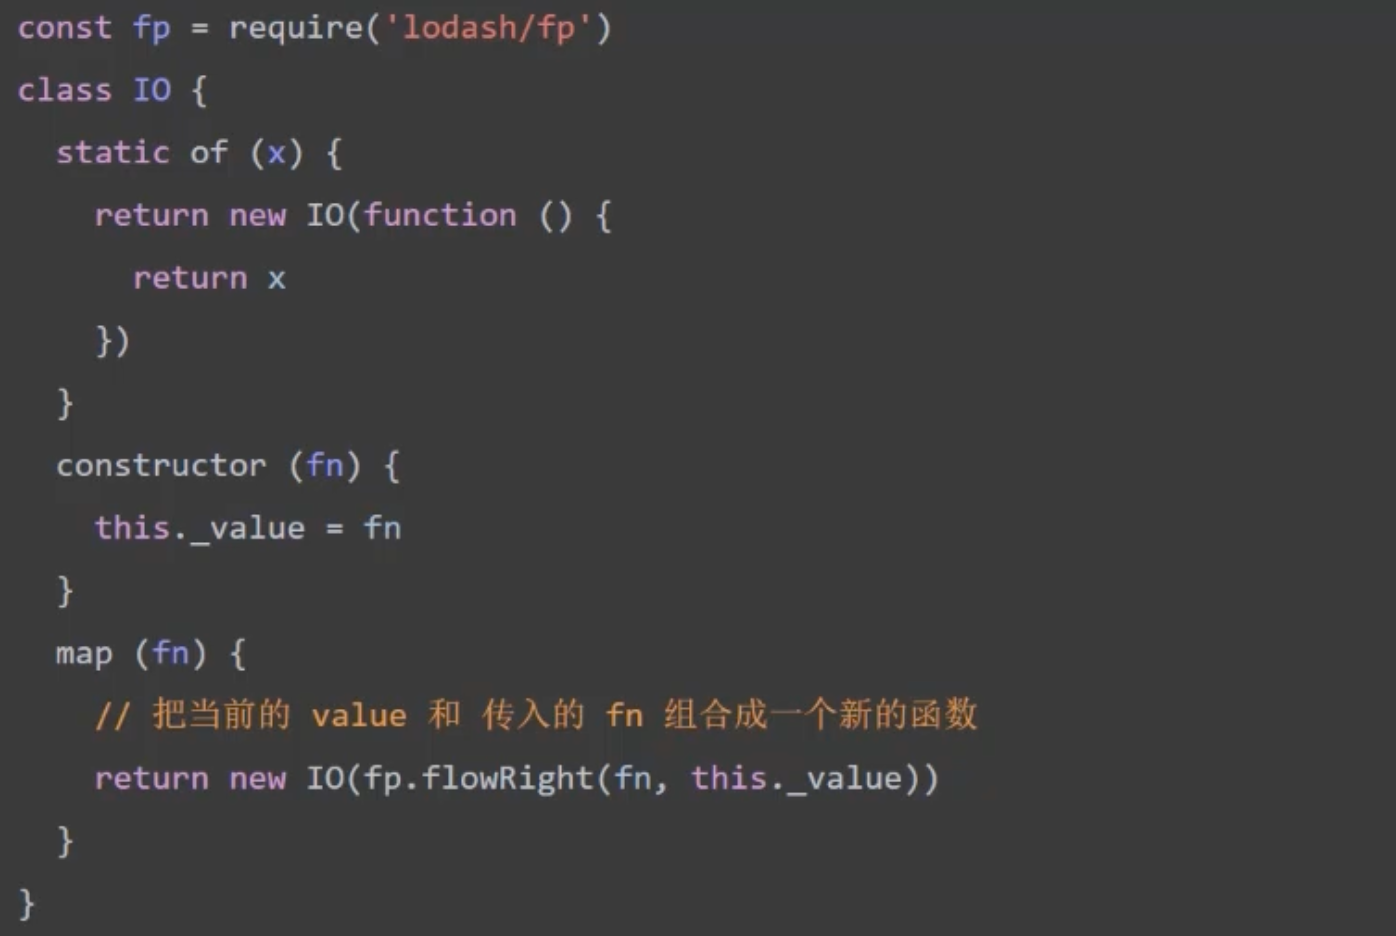 const fp = require('lodash/fp')
class IO {
  static of (x) {
    return new IO(function () {
      return x
    })
  }
  constructor (fn) {
    this._value = fn
  }
  map (fn) {
    // 把当前的 value 和 传入的 fn 组合成一个新的函数
    return new IO(fp.flowRight(fn, this._value))
  }
}